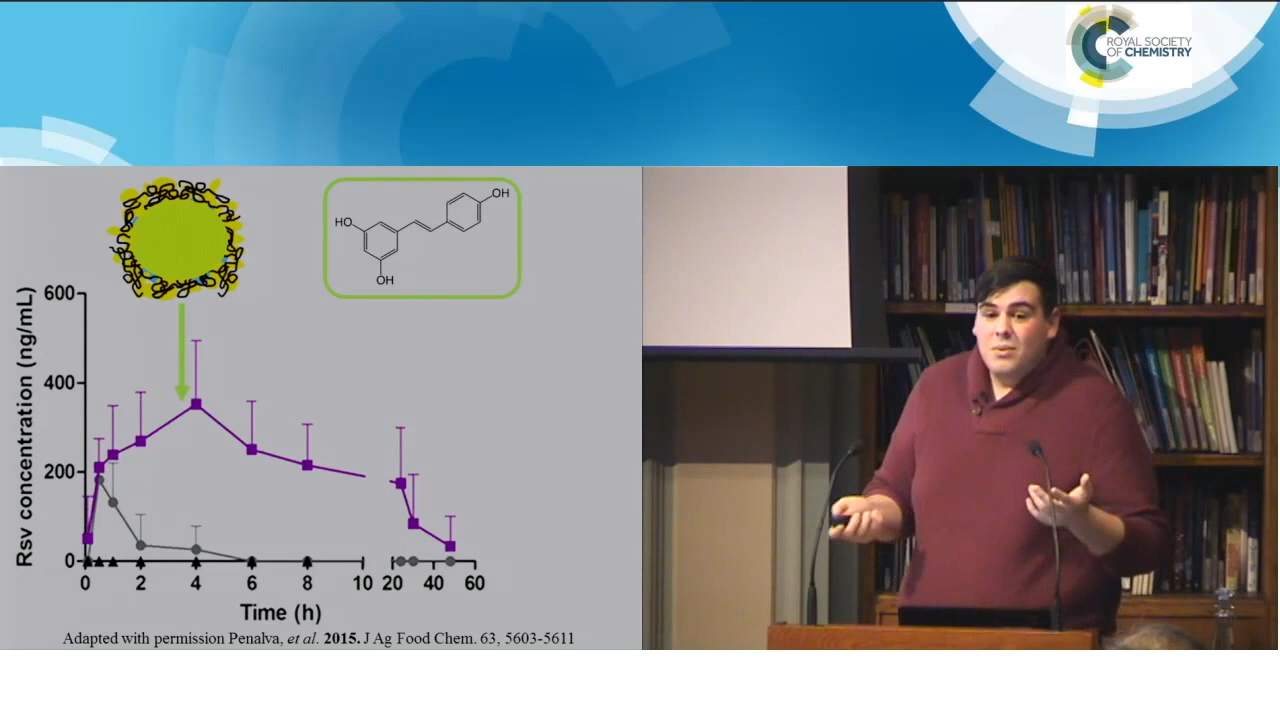 ROYAL SOCIETY
OF CHEMISTRY
OH
HO
OH
Rsv concentration (ng/mL)
600
400
200
0
0 2 4 6 8 10 20 40 60
Time (h)
Adapted with permission Penalva, et al. 2015. J Ag Food Chem. 63, 5603-5611